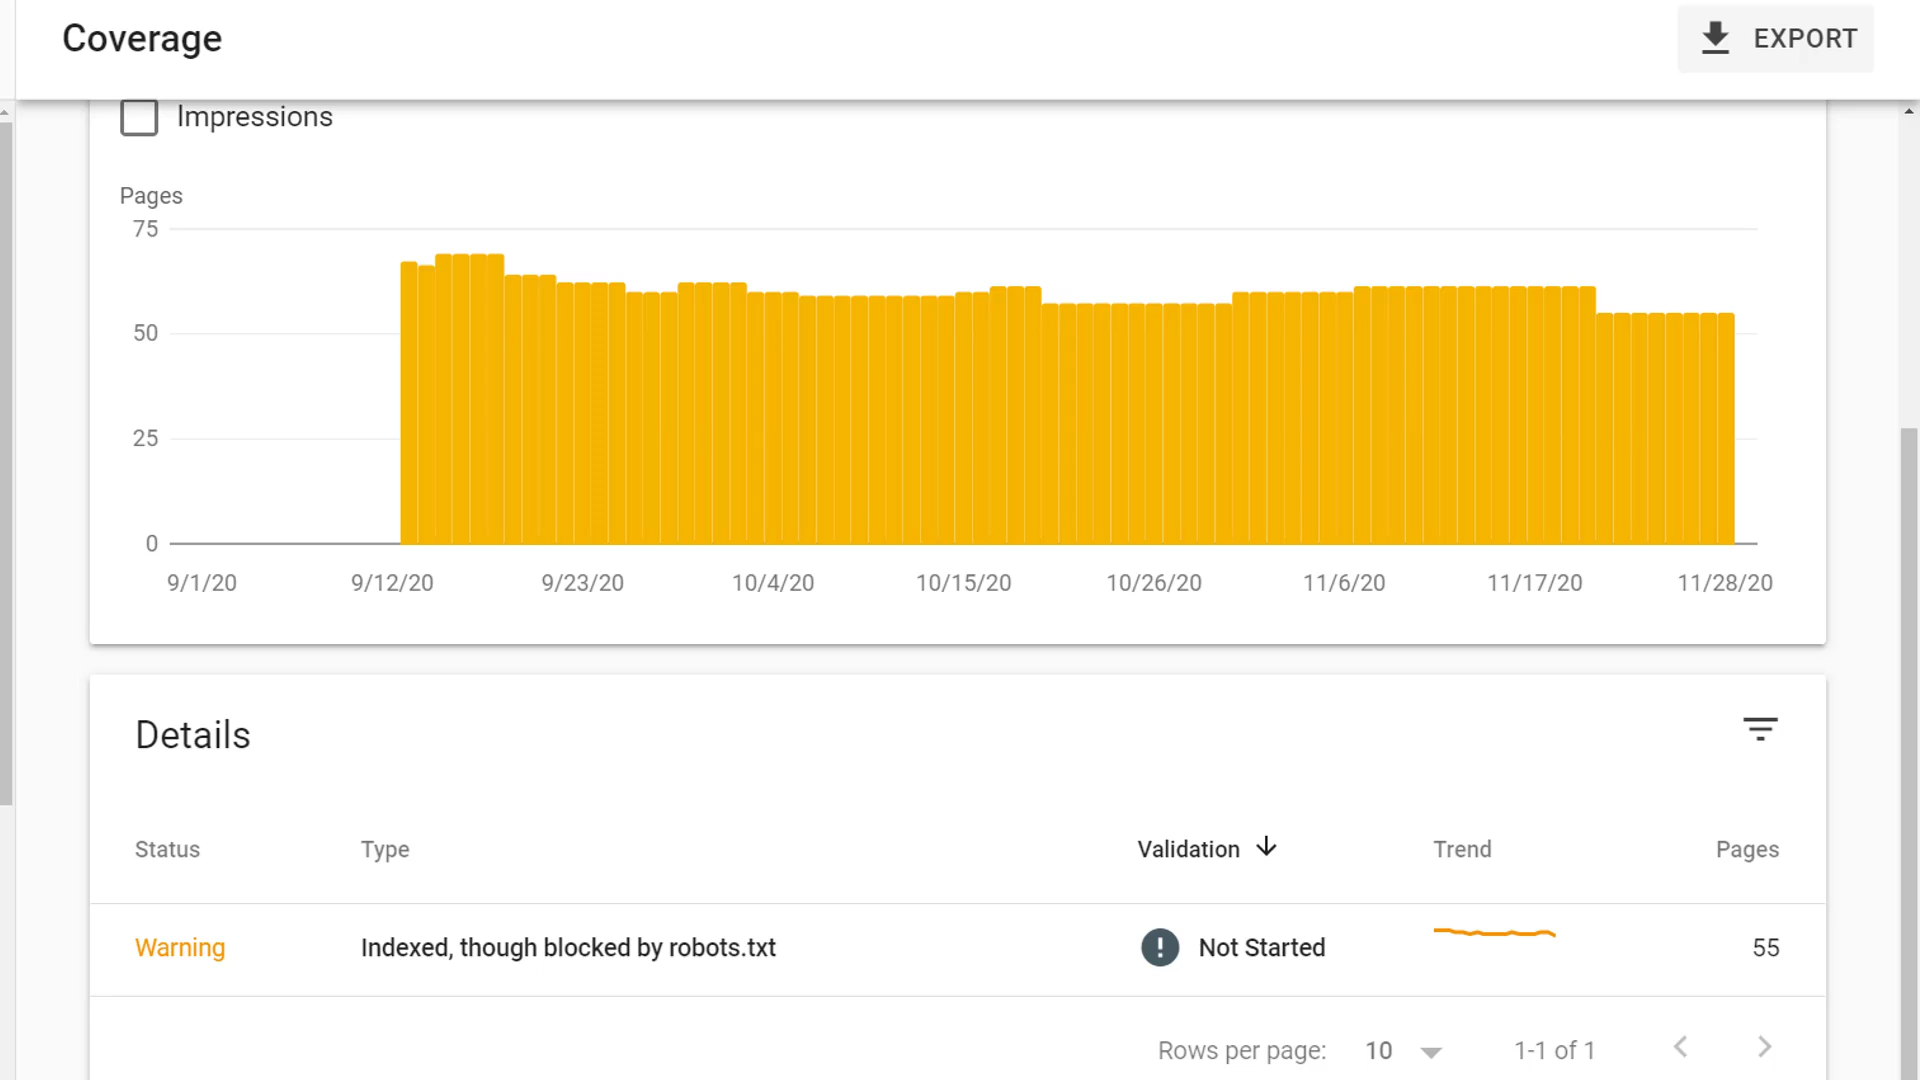 Coverage
EXPORT
Impressions
Pages
75
50
25
0
9/1/20 9/12/20 9/23/20 10/4/20 10/15/20 10/26/20 11/6/20 11/17/20 11/28/20
Details
Status Type Validation Trend Pages
Warning Indexed, though blocked by robots.txt Not Started 55
Rows per page: 10 1-1 of 1